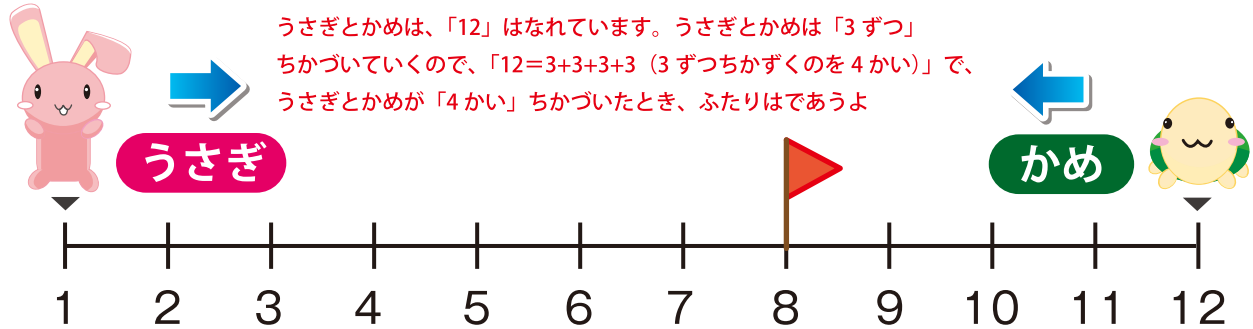 うさぎとかめは、「12」はなれています。うさぎとかめは「3 ずつ」
ちかづいていくので、「12＝3+3+3+3（3 ずつちかずくのを 4 かい）」で、
うさぎとかめが「4 かい」ちかづいたとき、ふたりはであうよ
うさぎ
かめ
1 2 3 4 5 6 7 8 9 10 11 12